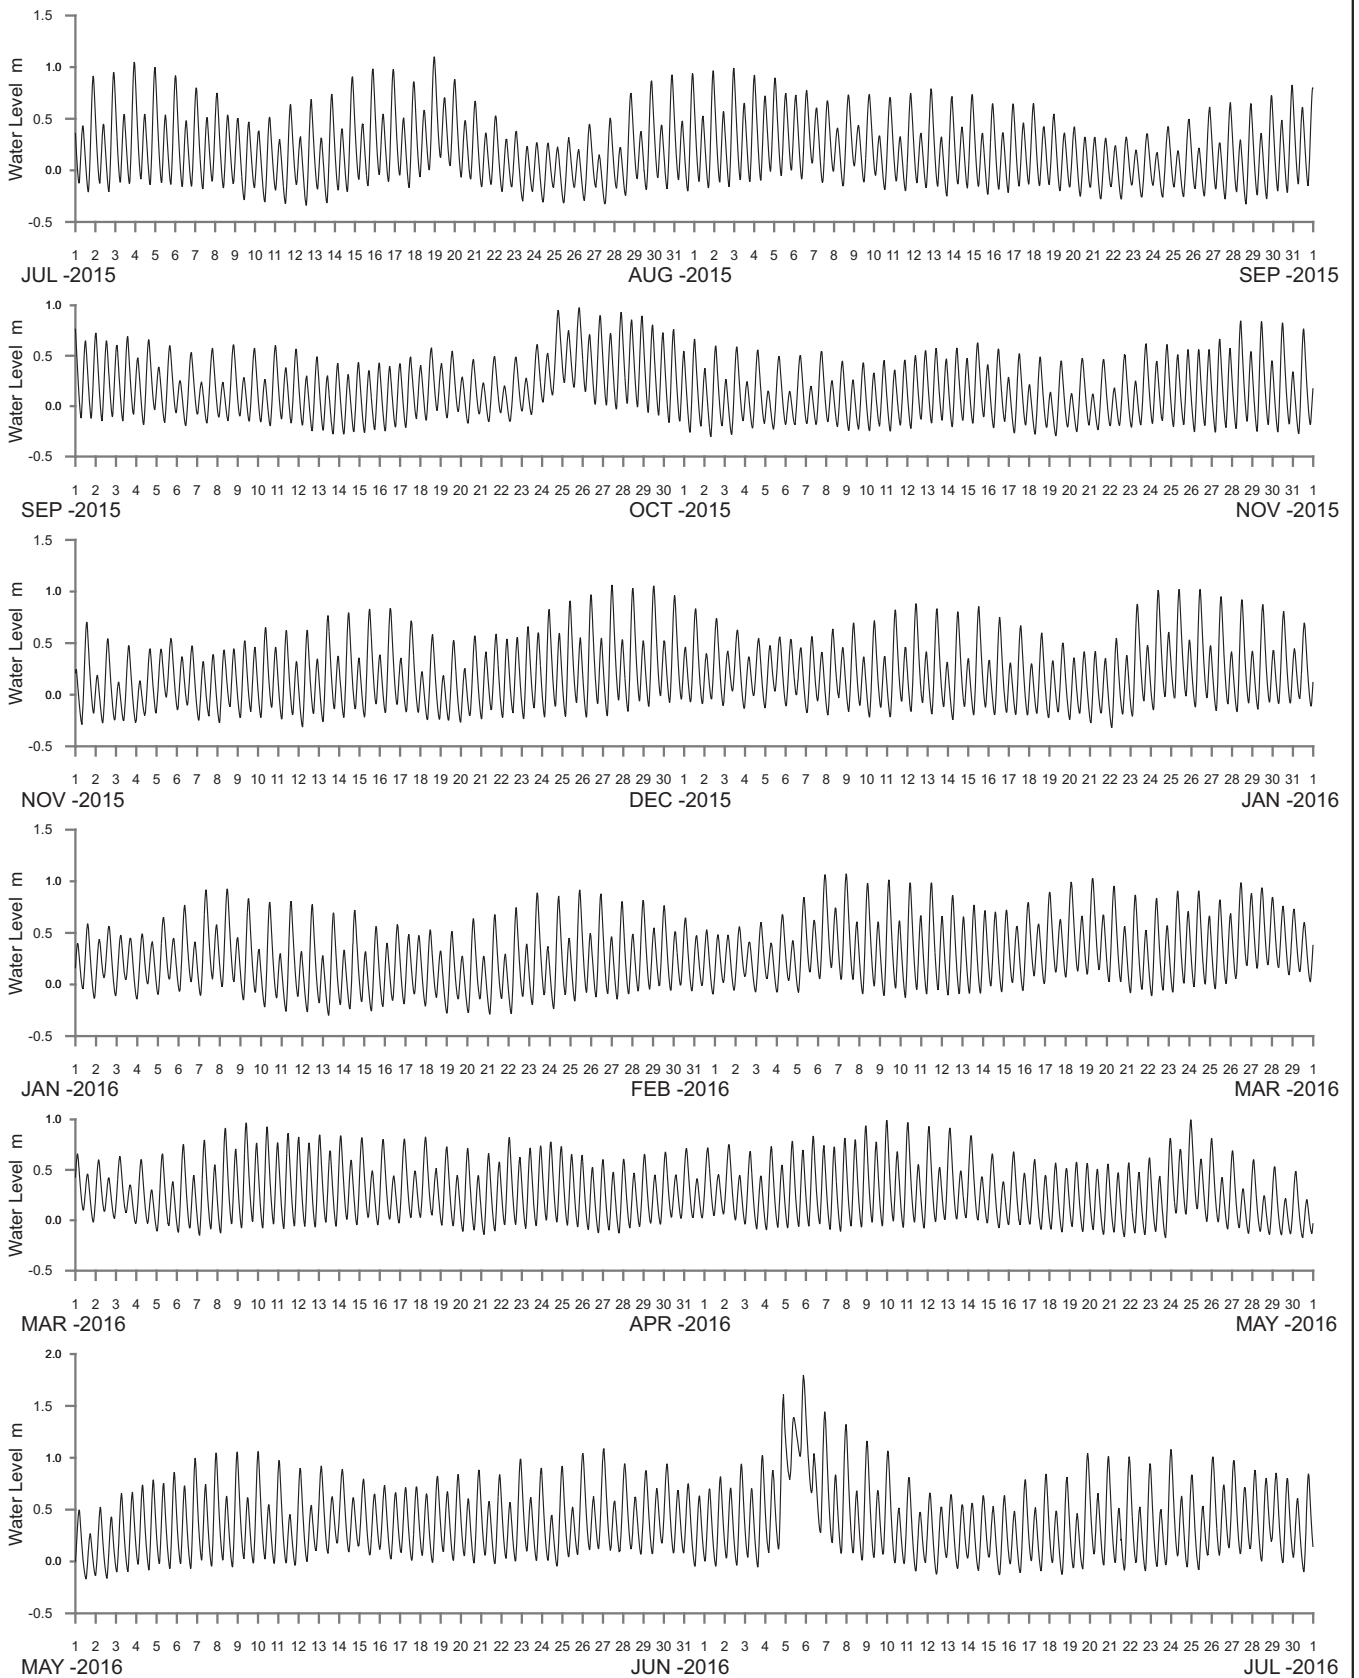 1.5
1.0
0.5
0.0
-0.5
Water Level m
1 2 3 4 5 6 7 8 9 10 11 12 13 14 15 16 17 18 19 20 21 22 23 24 25 26 27 28 29 30 31 1 2 3 4 5 6 7 8 9 10 11 12 13 14 15 16 17 18 19 20 21 22 23 24 25 26 27 28 29 30 31 1
JUL -2015 AUG -2015 SEP -2015
1.0
0.5
0.0
-0.5
Water Level m
1 2 3 4 5 6 7 8 9 10 11 12 13 14 15 16 17 18 19 20 21 22 23 24 25 26 27 28 29 30 1 2 3 4 5 6 7 8 9 10 11 12 13 14 15 16 17 18 19 20 21 22 23 24 25 26 27 28 29 30 31 1
SEP -2015 OCT -2015 NOV -2015
1.5
1.0
0.5
0.0
-0.5
Water Level m
1 2 3 4 5 6 7 8 9 10 11 12 13 14 15 16 17 18 19 20 21 22 23 24 25 26 27 28 29 30 1 2 3 4 5 6 7 8 9 10 11 12 13 14 15 16 17 18 19 20 21 22 23 24 25 26 27 28 29 30 31 1
NOV -2015 DEC -2015 JAN -2016
1.5
1.0
0.5
0.0
-0.5
Water Level m
1 2 3 4 5 6 7 8 9 10 11 12 13 14 15 16 17 18 19 20 21 22 23 24 25 26 27 28 29 30 31 1 2 3 4 5 6 7 8 9 10 11 12 13 14 15 16 17 18 19 20 21 22 23 24 25 26 27 28 29 1
JAN -2016 FEB -2016 MAR -2016
1.0
0.5
0.0
-0.5
Water Level m
1 2 3 4 5 6 7 8 9 10 11 12 13 14 15 16 17 18 19 20 21 22 23 24 25 26 27 28 29 30 31 1 2 3 4 5 6 7 8 9 10 11 12 13 14 15 16 17 18 19 20 21 22 23 24 25 26 27 28 29 30 1
MAR -2016 APR -2016 MAY -2016
2.0
1.5
1.0
0.5
0.0
-0.5
Water Level m
1 2 3 4 5 6 7 8 9 10 11 12 13 14 15 16 17 18 19 20 21 22 23 24 25 26 27 28 29 30 31 1 2 3 4 5 6 7 8 9 10 11 12 13 14 15 16 17 18 19 20 21 22 23 24 25 26 27 28 29 30 1
MAY -2016 JUN -2016 JUL -2016